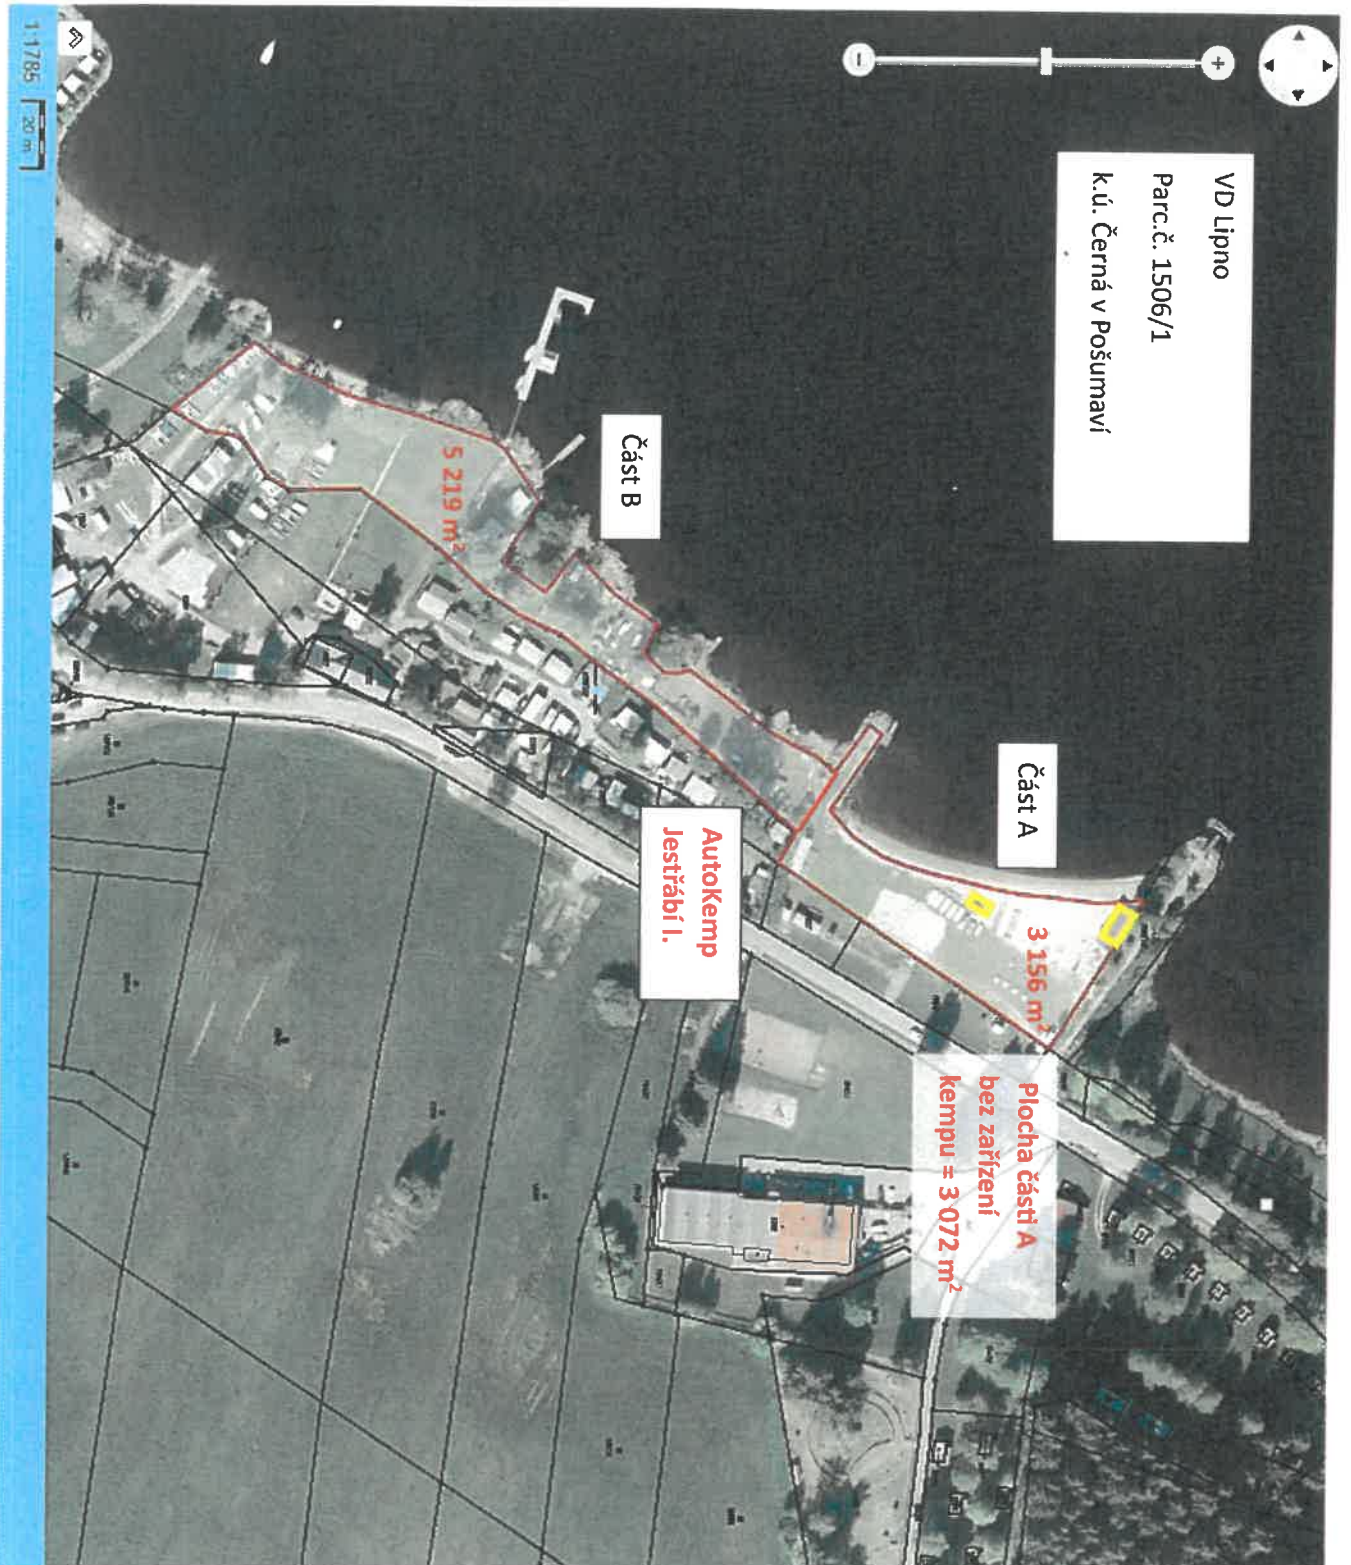 VD Lipno
Parc.č. 1506/1
k.ú. Černá v Pošumaví
Část B
5 219 m²
Část A
3 156 m²
AutoKemp
Jestřábí I.
Plocha části A
bez zařízení
kempu = 3 072 m²
1:1785
20 m